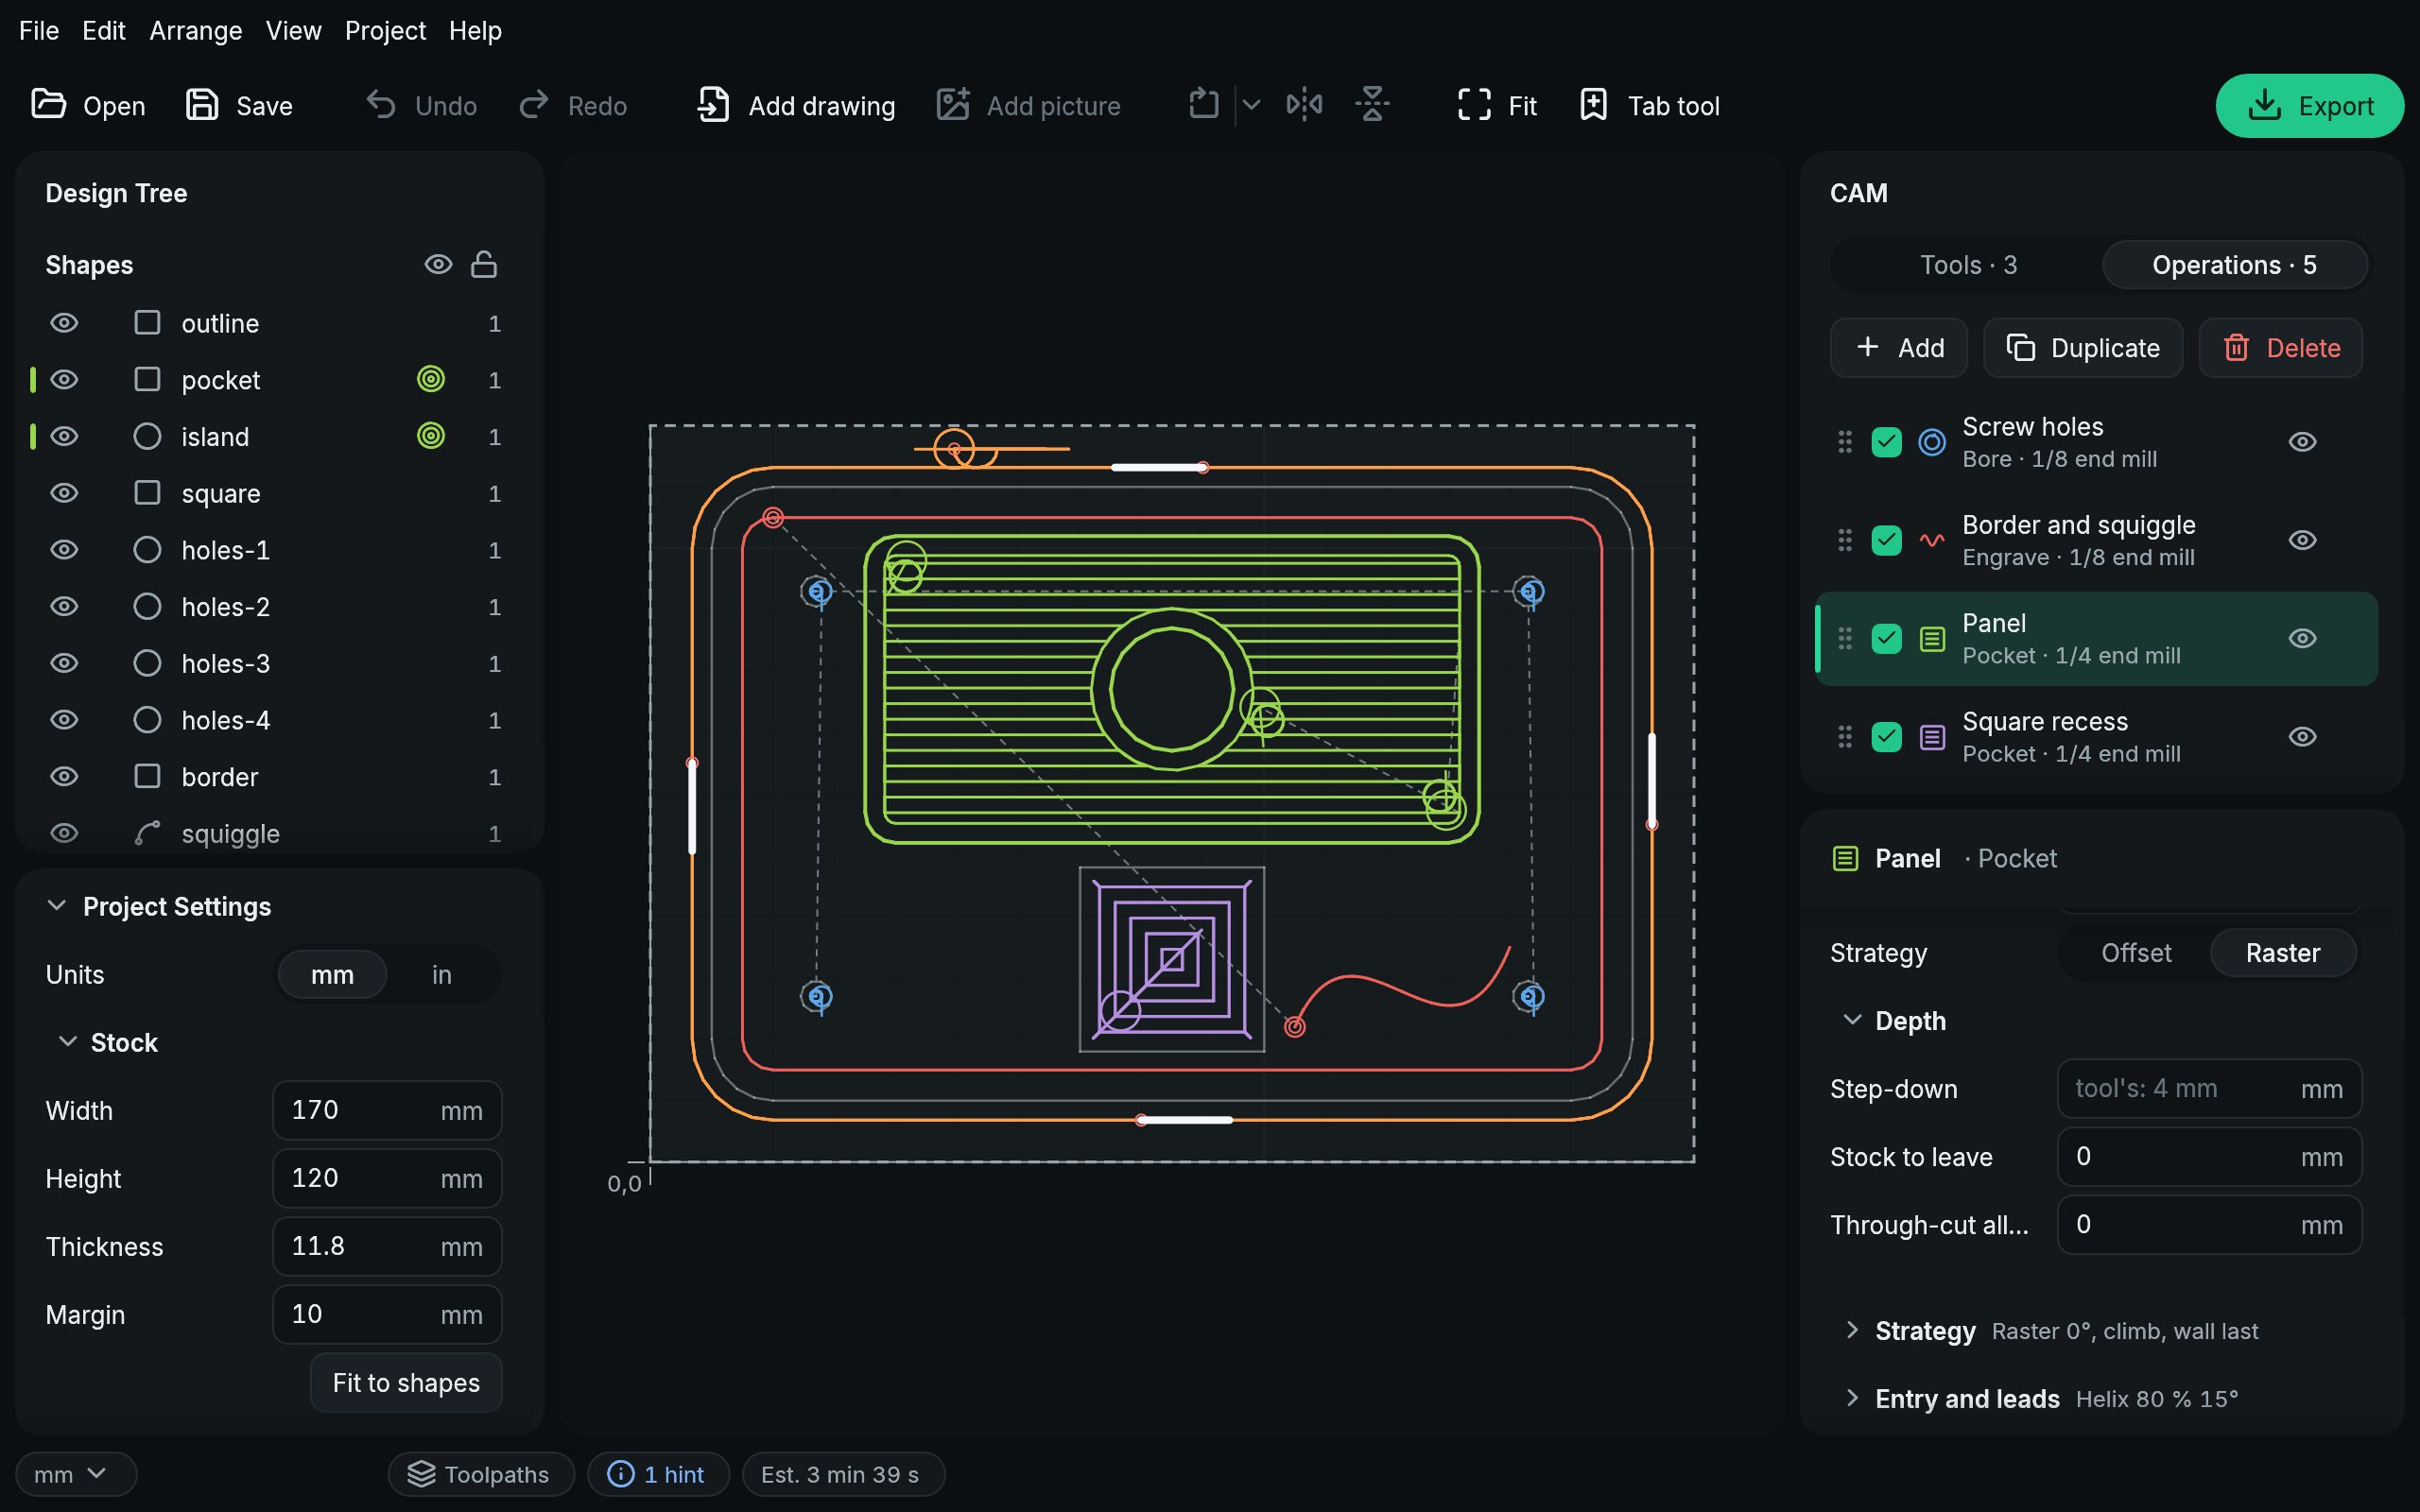 File Edit Arrange View Project Help
Open Save Undo Redo Add drawing Add picture Fit Tab tool Export
Design Tree
Shapes
outline 1
pocket 1
island 1
square 1
holes-1 1
holes-2 1
holes-3 1
holes-4 1
border 1
squiggle 1
Project Settings
Units mm in
Stock
Width 170 mm
Height 120 mm
Thickness 11.8 mm
Margin 10 mm
Fit to shapes
0,0
CAM
Tools · 3 Operations · 5
Add Duplicate Delete
Screw holes
Bore · 1/8 end mill
Border and squiggle
Engrave · 1/8 end mill
Panel
Pocket · 1/4 end mill
Square recess
Pocket · 1/4 end mill
Panel · Pocket
Strategy Offset Raster
Depth
Step-down tool's: 4 mm mm
Stock to leave 0 mm
Through-cut all... 0 mm
Strategy Raster 0°, climb, wall last
Entry and leads Helix 80 % 15°
mm Toolpaths 1 hint Est. 3 min 39 s